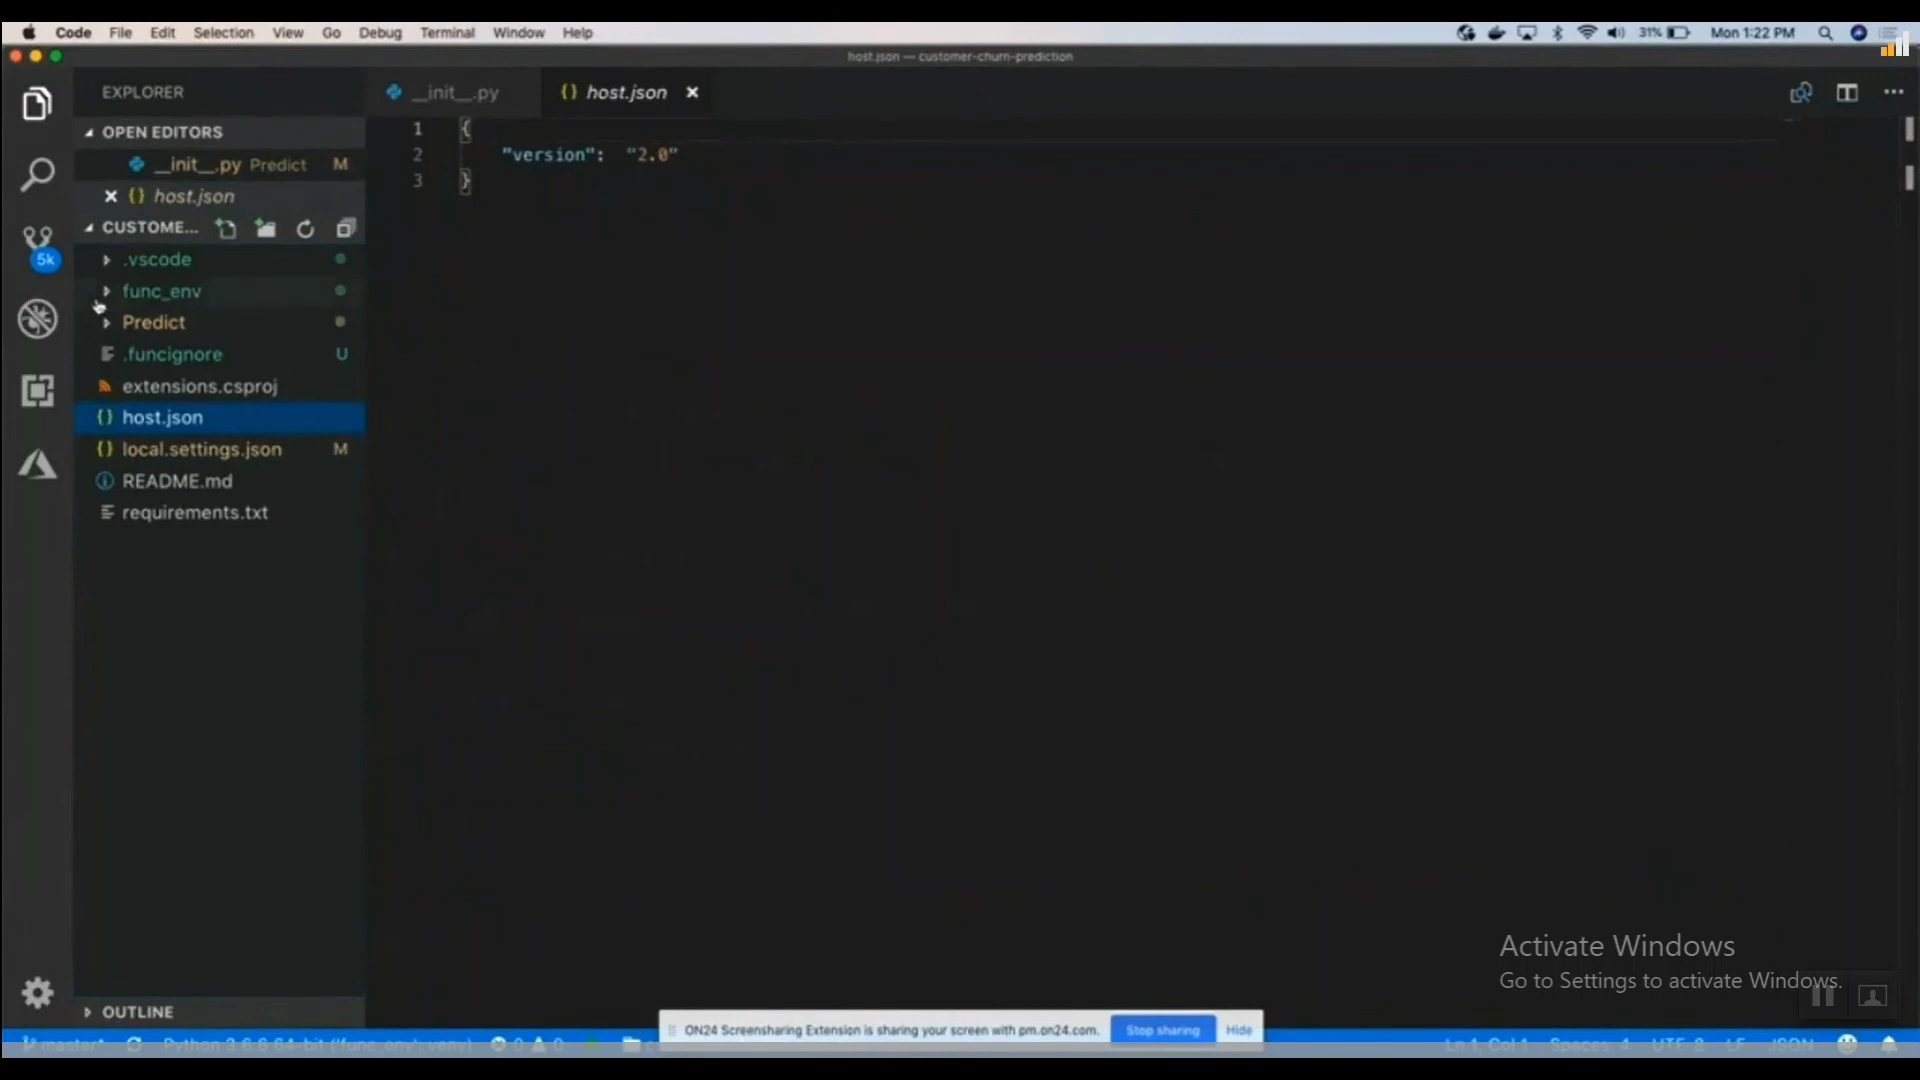 Code File Edit Selection View Go Debug Terminal Window Help 31% Mon 1:22 PM
host.json — customer-churn-prediction
EXPLORER
__init__.py
{} host.json
OPEN EDITORS
__init__.py Predict M
{} host.json
CUSTOME...
.vscode
5k
func_env
Predict
.funcignore U
extensions.csproj
{} host.json
{} local.settings.json M
README.md
requirements.txt
1 {
2 "version": "2.0"
3 }
Activate Windows
Go to Settings to activate Windows.
OUTLINE
ON24 Screensharing Extension is sharing your screen with pm.on24.com. Stop sharing Hide
master* Python 3.6.6 64-bit ('func_env': venv) 0 0
Ln 1, Col 1 Spaces: 4 UTF-8 LF JSON